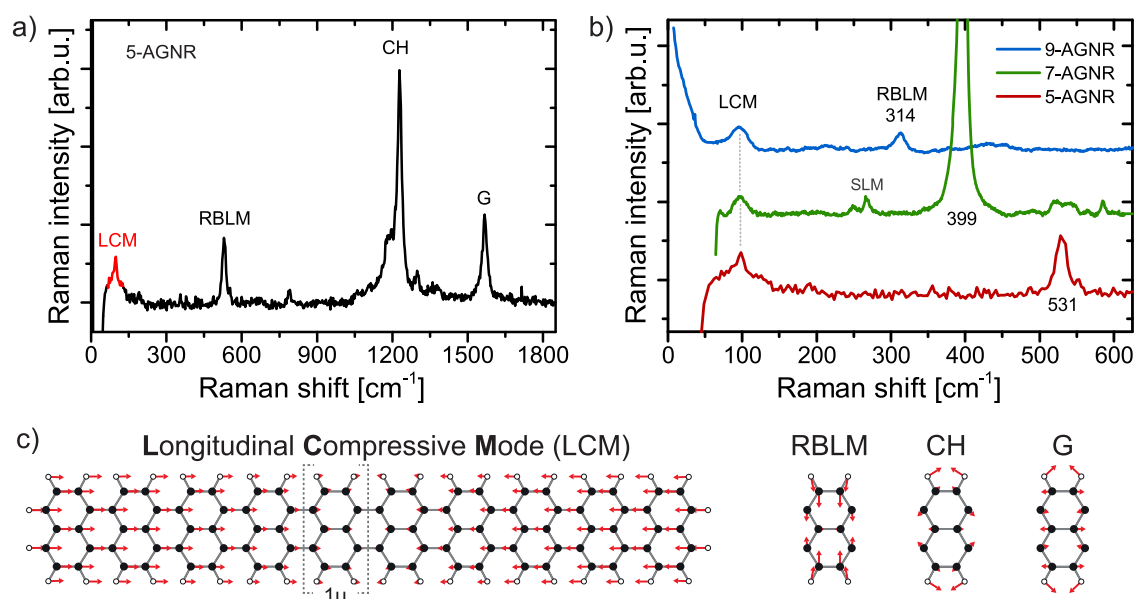 a)
5-AGNR
CH
G
RBLM
LCM
Raman intensity [arb.u.]
0 300 600 900 1200 1500 1800
Raman shift [cm-1]
b)
9-AGNR
7-AGNR
5-AGNR
LCM
RBLM
314
SLM
399
531
Raman intensity [arb.u.]
0 100 200 300 400 500 600
Raman shift [cm-1]
c)
Longitudinal Compressive Mode (LCM)
RBLM CH G